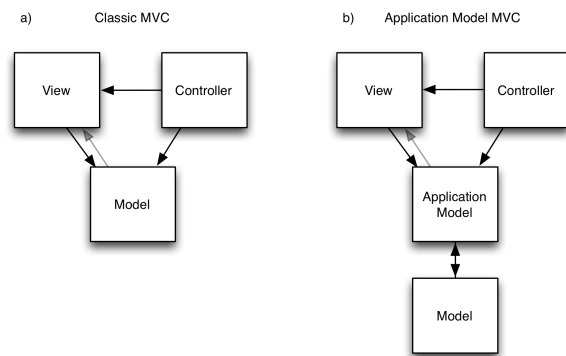 a) Classic MVC
View
Controller
Model
b) Application Model MVC
View
Controller
Application
Model
Model